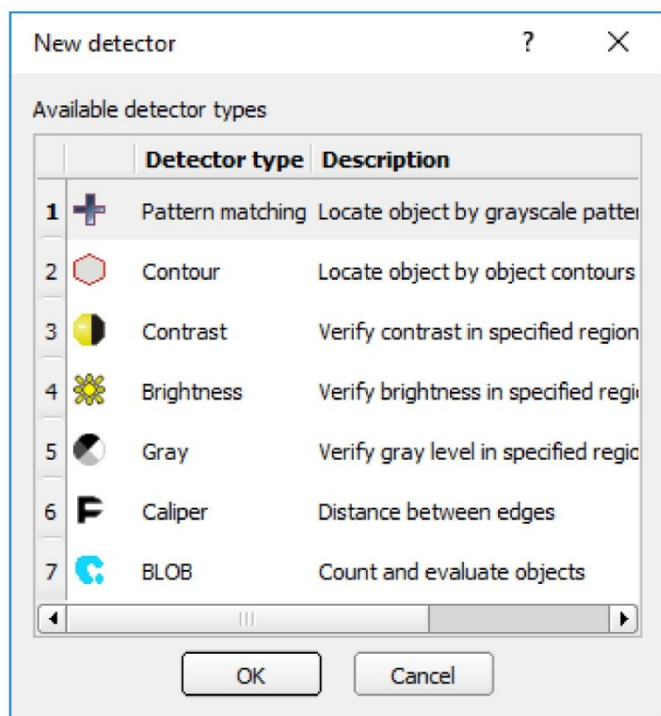 New detector ? X
Available detector types
Detector type Description
1 Pattern matching Locate object by grayscale patter
2 Contour Locate object by object contours
3 Contrast Verify contrast in specified region
4 Brightness Verify brightness in specified regi
5 Gray Verify gray level in specified regio
6 Caliper Distance between edges
7 BLOB Count and evaluate objects
OK Cancel